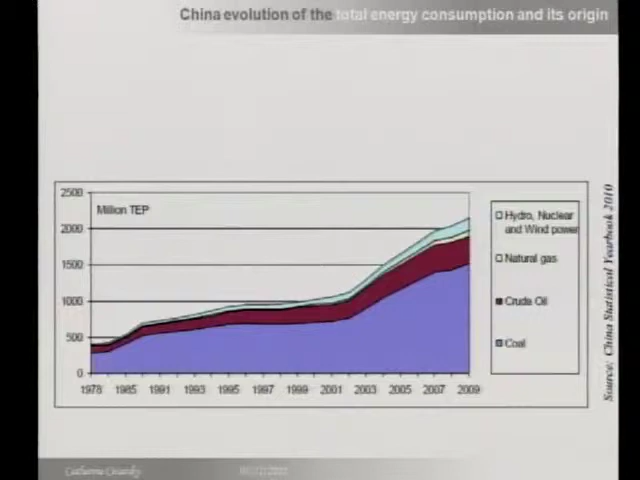 China evolution of the total energy consumption and its origin
2500
2000
1500
1000
500
0
Million TEP
1978 1985 1991 1993 1995 1997 1999 2001 2003 2005 2007 2009
Hydro, Nuclear
and Wind power
Natural gas
Crude Oil
Coal
Source: China Statistical Yearbook 2010